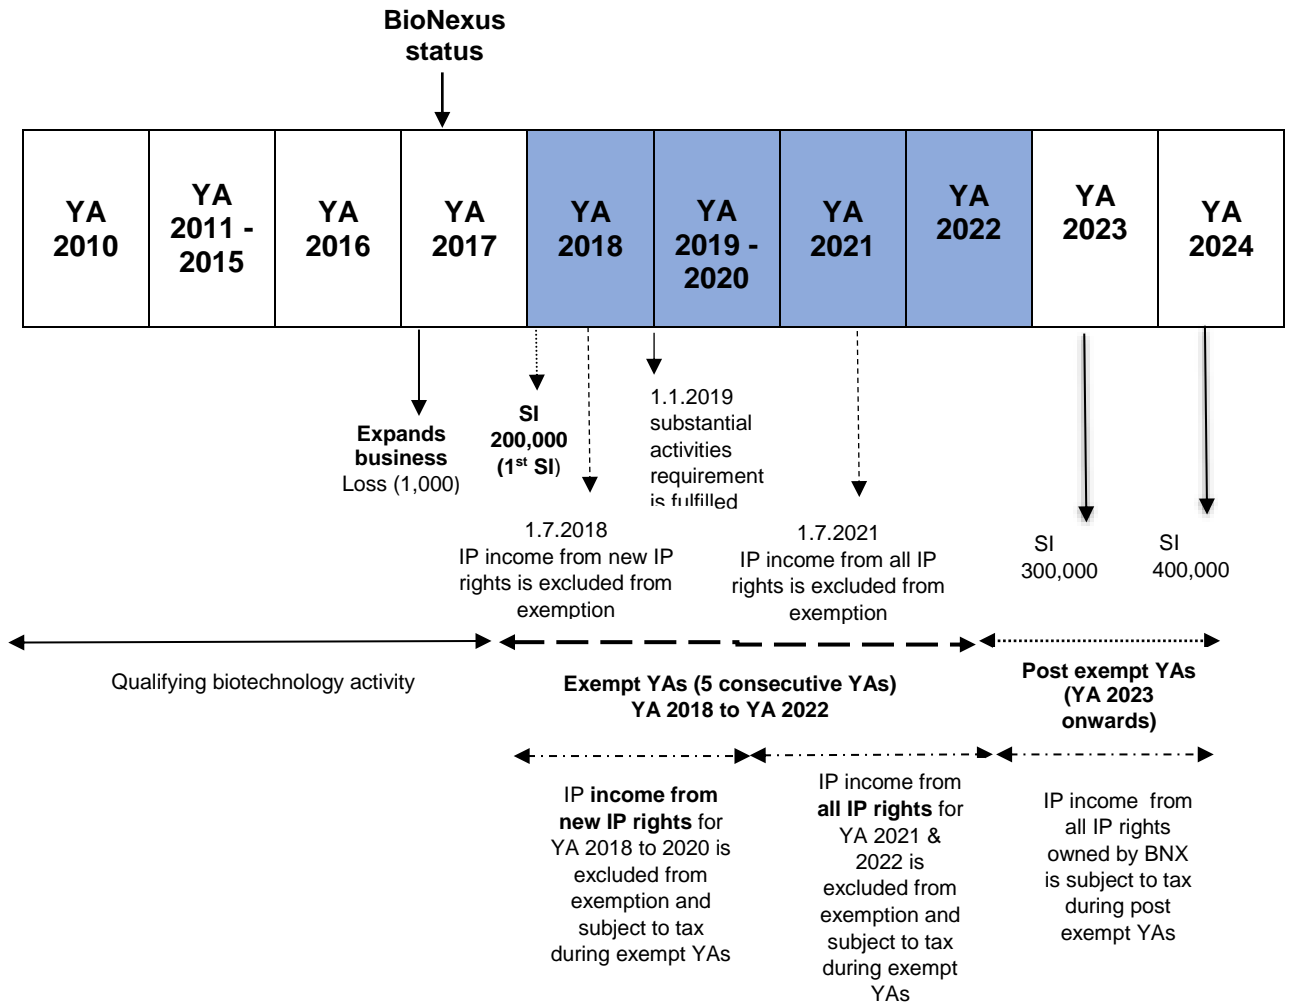 BioNexus
status
YA
2010
YA
2011 -
2015
YA
2016
YA
2017
YA
2018
YA
2019 -
2020
YA
2021
YA
2022
YA
2023
YA
2024
Expands
business
Loss (1,000)
SI
200,000
(1st SI)
1.1.2019
substantial
activities
requirement
is fulfilled
1.7.2018
IP income from new IP
rights is excluded from
exemption
1.7.2021
IP income from all IP
rights is excluded from
exemption
SI
300,000
SI
400,000
Qualifying biotechnology activity
Exempt YAs (5 consecutive YAs)
YA 2018 to YA 2022
Post exempt YAs
(YA 2023
onwards)
IP income from
new IP rights for
YA 2018 to 2020 is
excluded from
exemption and
subject to tax
during exempt YAs
IP income from
all IP rights for
YA 2021 &
2022 is
excluded from
exemption and
subject to tax
during exempt
YAs
IP income  from
all IP rights
owned by BNX
is subject to tax
during post
exempt YAs